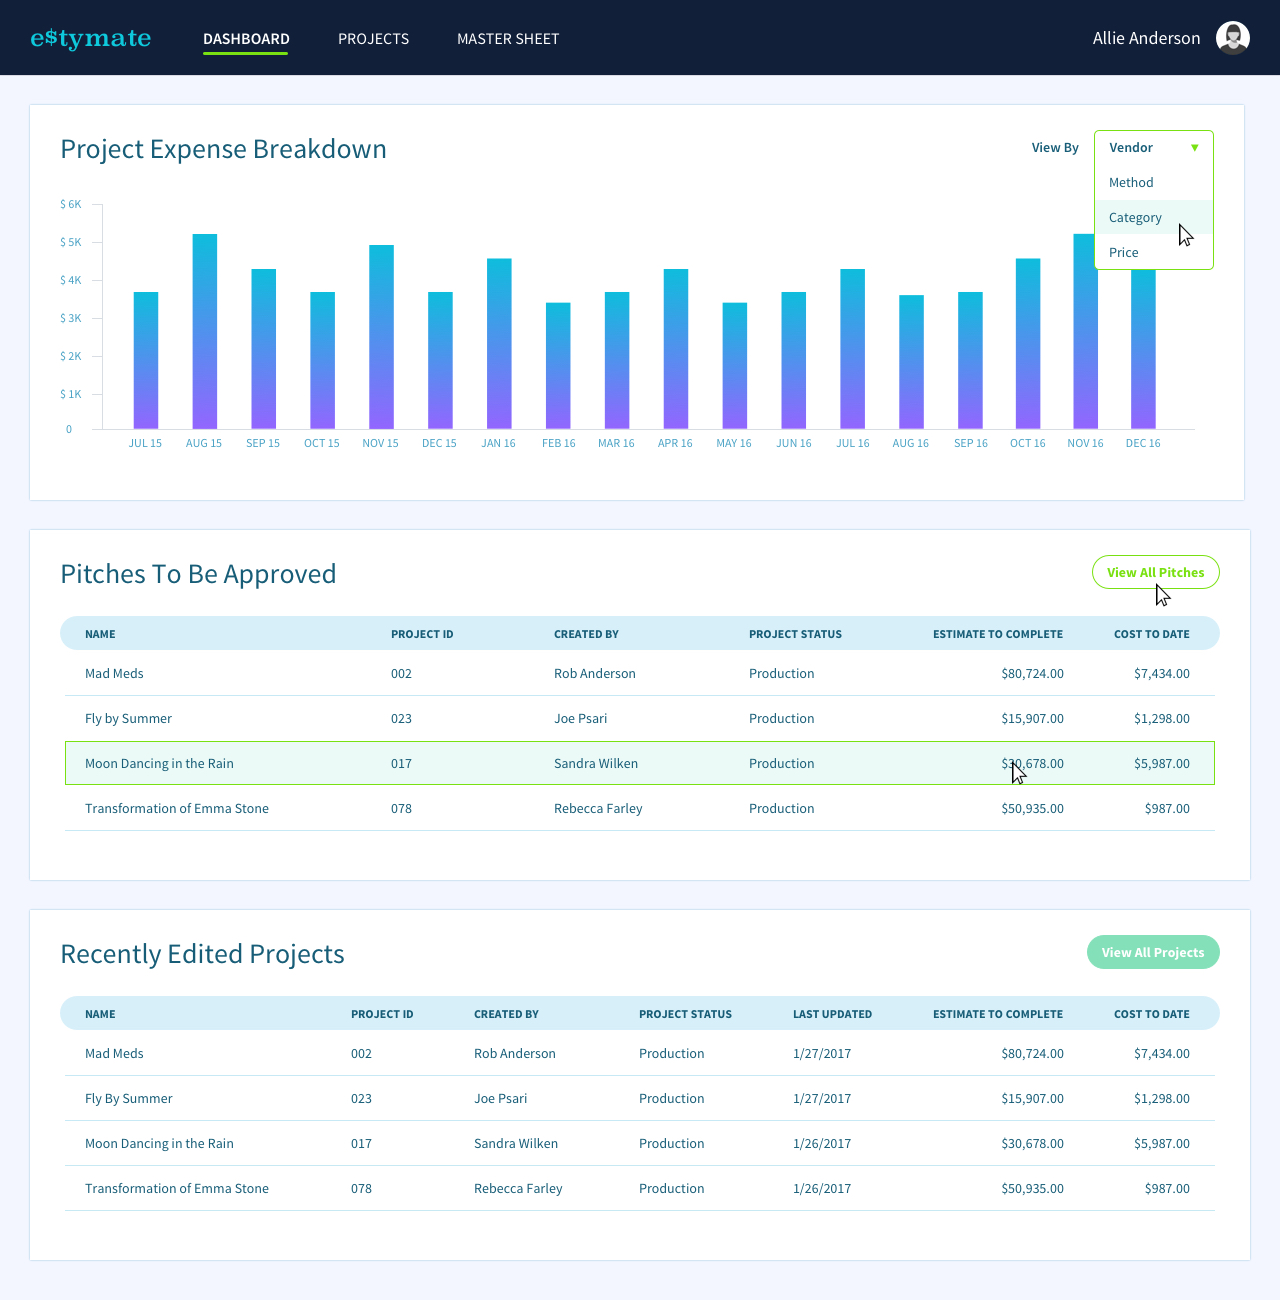 e$tymate DASHBOARD PROJECTS MASTER SHEET Allie Anderson
Project Expense Breakdown
View By Vendor ▼
Method
Category
Price
$ 6K
$ 5K
$ 4K
$ 3K
$ 2K
$ 1K
0
JUL 15 AUG 15 SEP 15 OCT 15 NOV 15 DEC 15 JAN 16 FEB 16 MAR 16 APR 16 MAY 16 JUN 16 JUL 16 AUG 16 SEP 16 OCT 16 NOV 16 DEC 16
Pitches To Be Approved
View All Pitches
NAME PROJECT ID CREATED BY PROJECT STATUS ESTIMATE TO COMPLETE COST TO DATE
Mad Meds 002 Rob Anderson Production $80,724.00 $7,434.00
Fly by Summer 023 Joe Psari Production $15,907.00 $1,298.00
Moon Dancing in the Rain 017 Sandra Wilken Production $5,987.00
Transformation of Emma Stone 078 Rebecca Farley Production $50,935.00 $987.00
Recently Edited Projects
View All Projects
NAME PROJECT ID CREATED BY PROJECT STATUS LAST UPDATED ESTIMATE TO COMPLETE COST TO DATE
Mad Meds 002 Rob Anderson Production 1/27/2017 $80,724.00 $7,434.00
Fly By Summer 023 Joe Psari Production 1/27/2017 $15,907.00 $1,298.00
Moon Dancing in the Rain 017 Sandra Wilken Production 1/26/2017 $30,678.00 $5,987.00
Transformation of Emma Stone 078 Rebecca Farley Production 1/26/2017 $50,935.00 $987.00